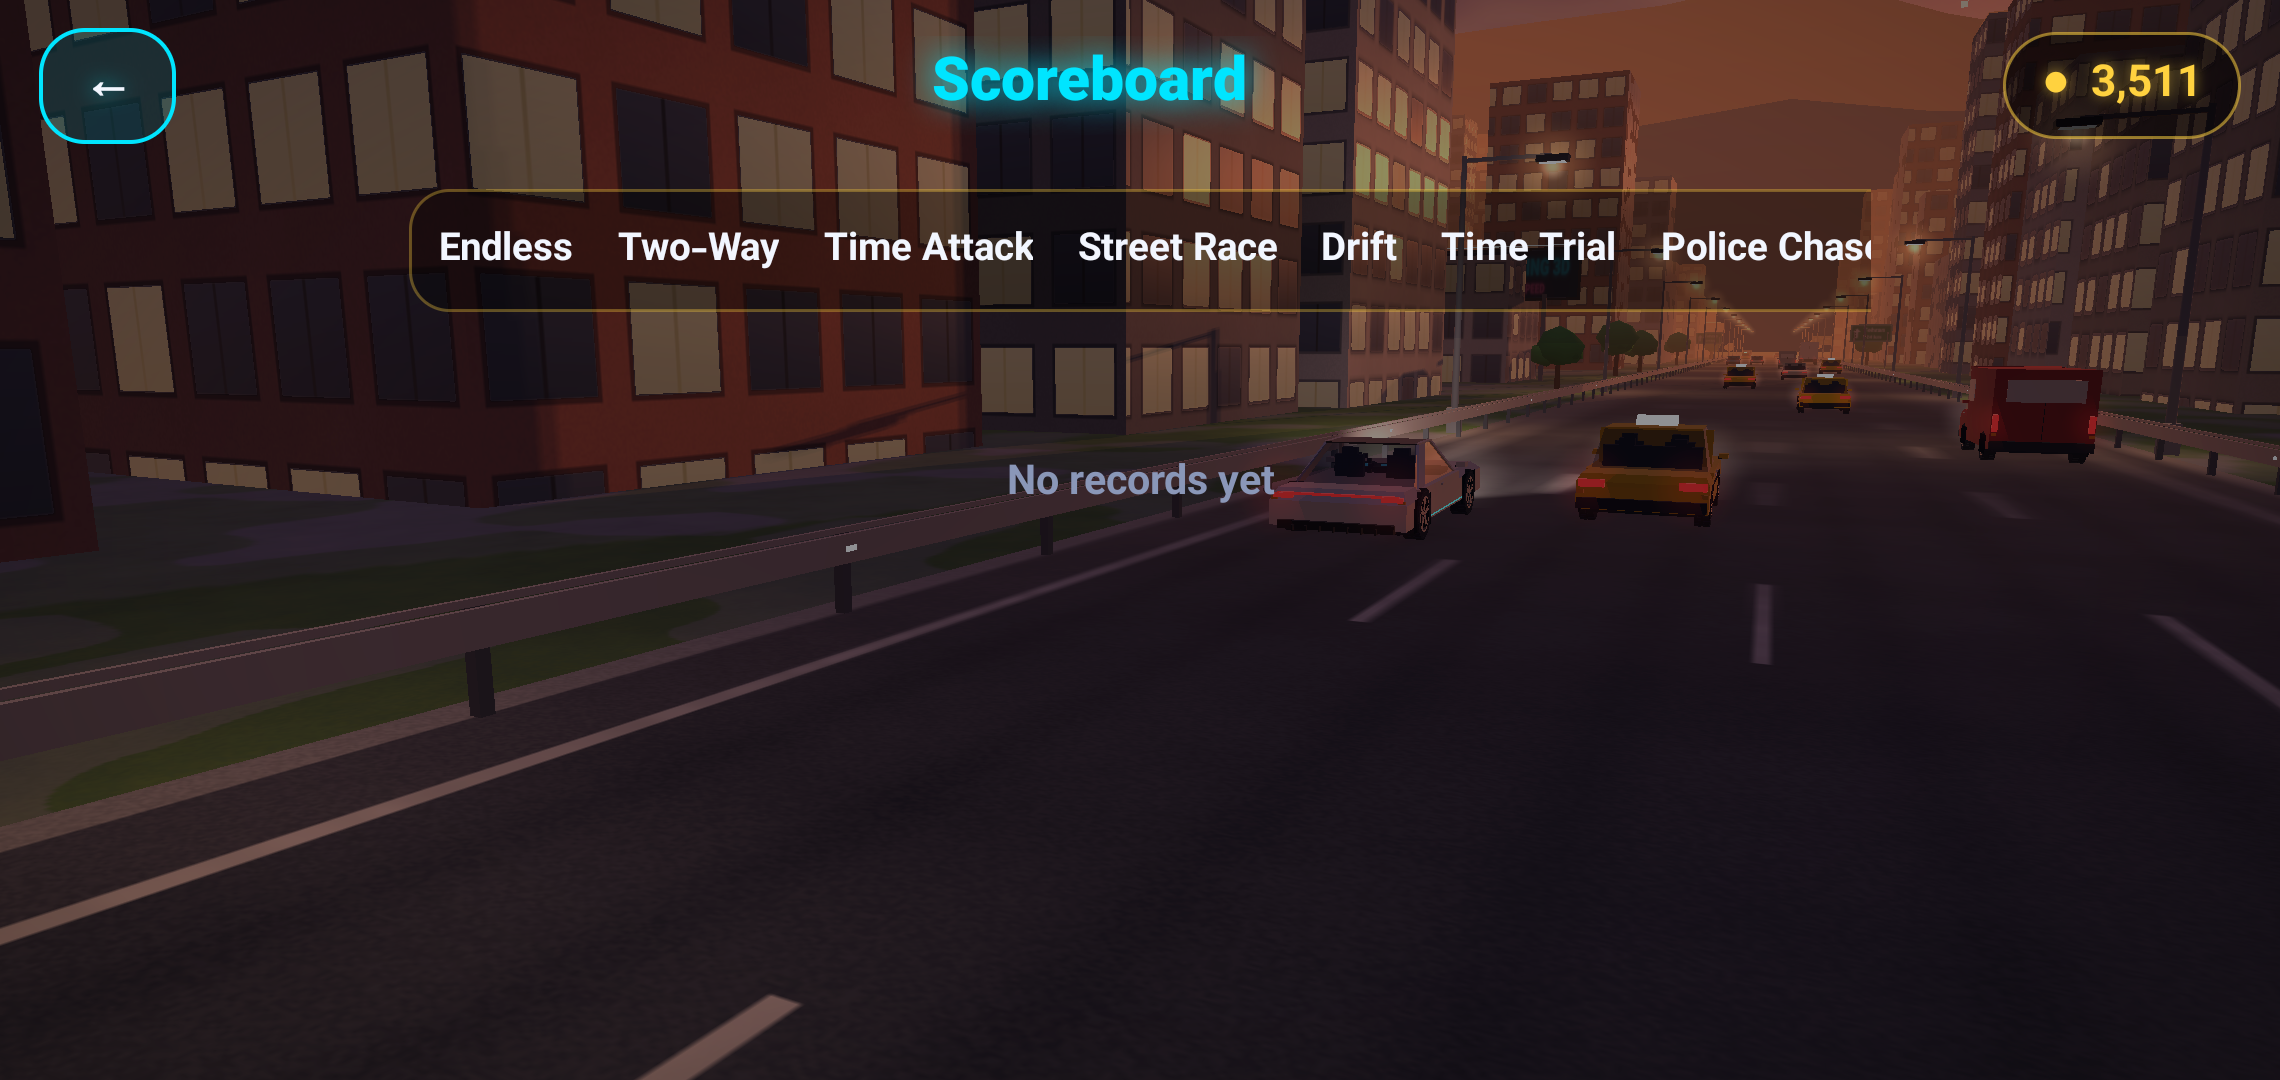 ←
Scoreboard
3,511
Endless Two-Way Time Attack Street Race Drift Time Trial Police Chase
No records yet